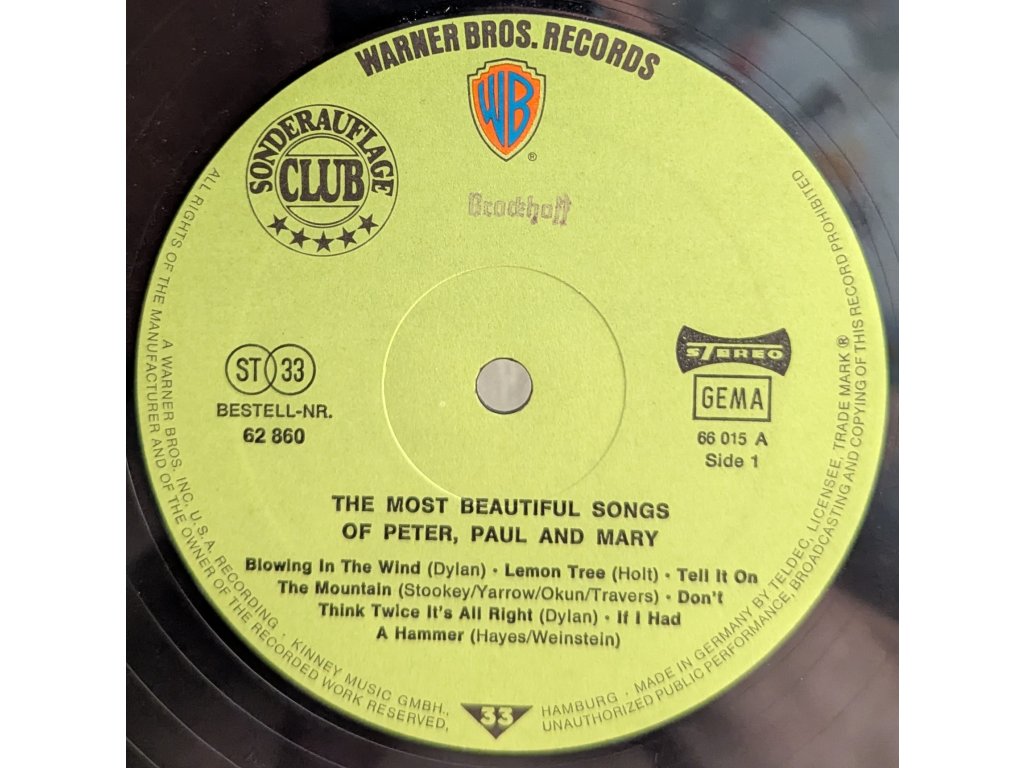 WARNER BROS. RECORDS
WB
®
SONDERAUFLAGE
CLUB
Brockhoff
ST 33
BESTELL-NR.
62 860
STEREO
GEMA
66 015 A
Side 1
THE MOST BEAUTIFUL SONGS
OF PETER, PAUL AND MARY
Blowing In The Wind (Dylan) · Lemon Tree (Holt) · Tell It On
The Mountain (Stookey/Yarrow/Okun/Travers) · Don't
Think Twice It's All Right (Dylan) · If I Had
A Hammer (Hayes/Weinstein)
33
ALL RIGHTS OF THE MANUFACTURER AND OF THE OWNER OF THE RECORDED WORK RESERVED,
UNAUTHORIZED PUBLIC PERFORMANCE, BROADCASTING AND COPYING OF THIS RECORD PROHIBITED
A WARNER BROS. INC. U.S.A. RECORDING · KINNEY MUSIC GMBH.,
HAMBURG · MADE IN GERMANY BY TELDEC, LICENSEE, TRADE MARK ®